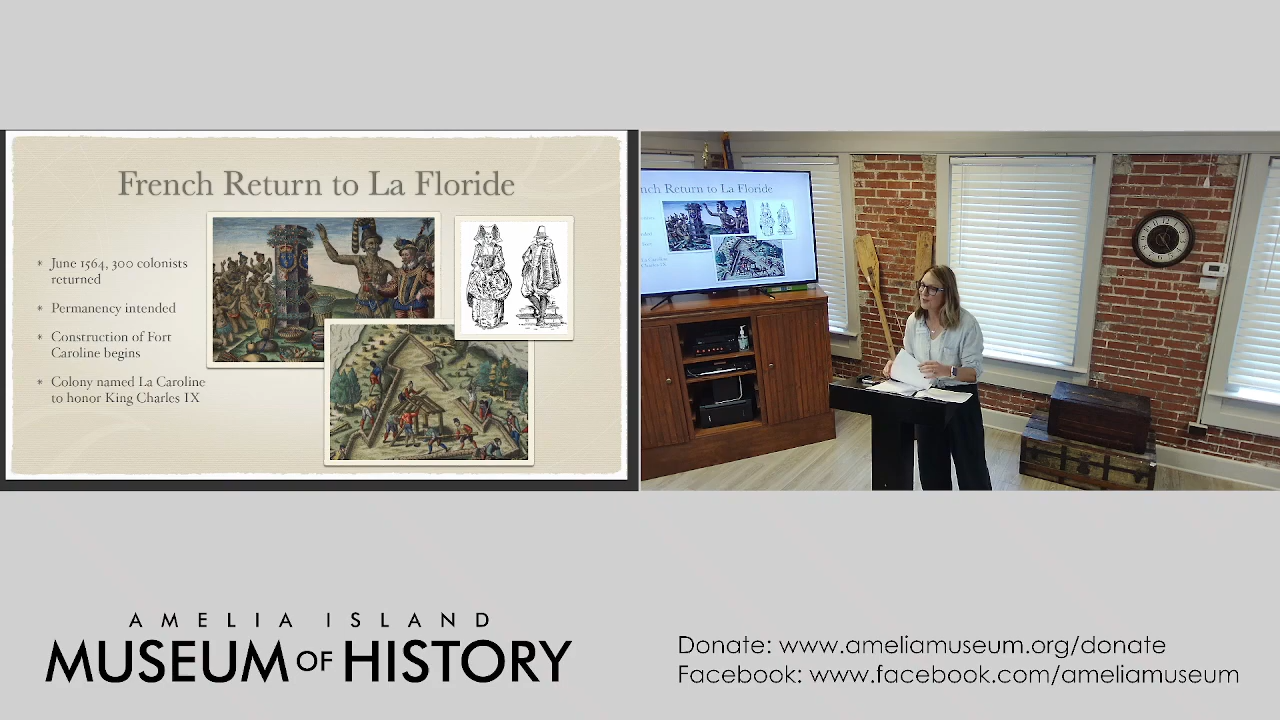 French Return to La Floride
* June 1564, 300 colonists
returned
* Permanency intended
* Construction of Fort
Caroline begins
* Colony named La Caroline
to honor King Charles IX
nch Return to La Floride
AMELIA ISLAND
MUSEUM OF HISTORY
Donate: www.ameliamuseum.org/donate
Facebook: www.facebook.com/ameliamuseum